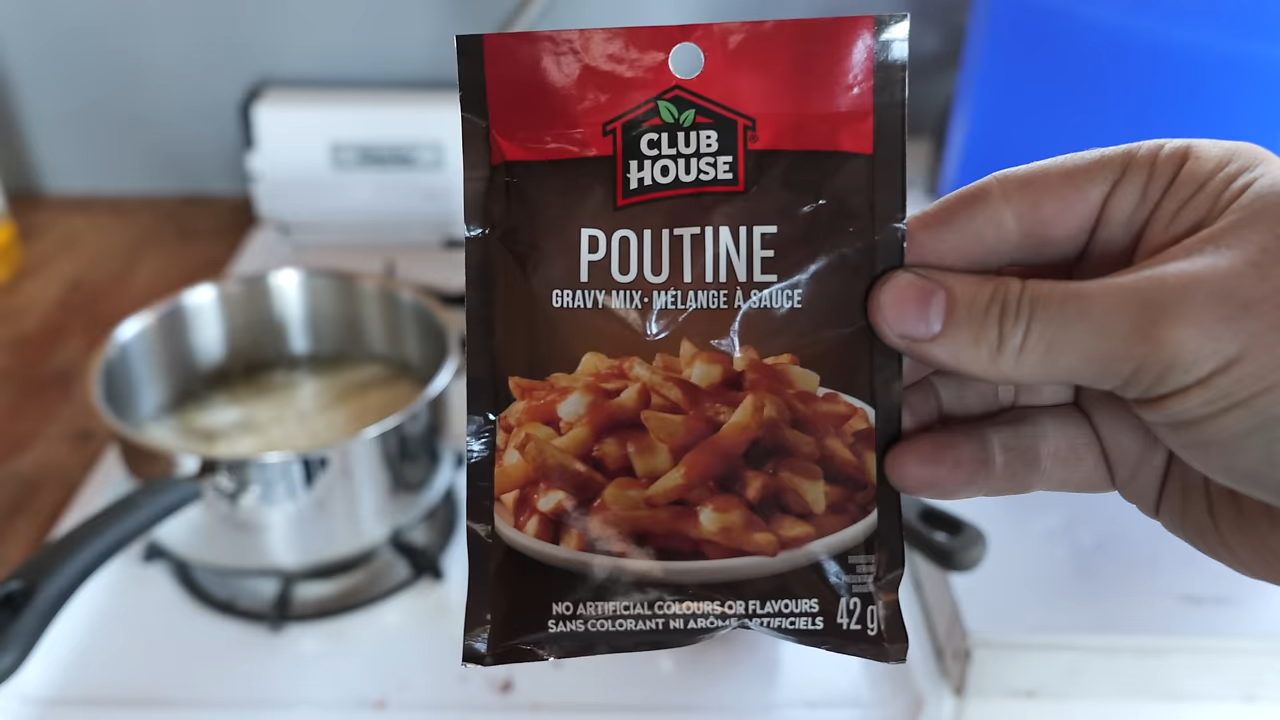 CLUB
HOUSE
®
POUTINE
GRAVY MIX • MÉLANGE À SAUCE
NO ARTIFICIAL COLOURS OR FLAVOURS
SANS COLORANT NI ARÔME ARTIFICIELS
42 g